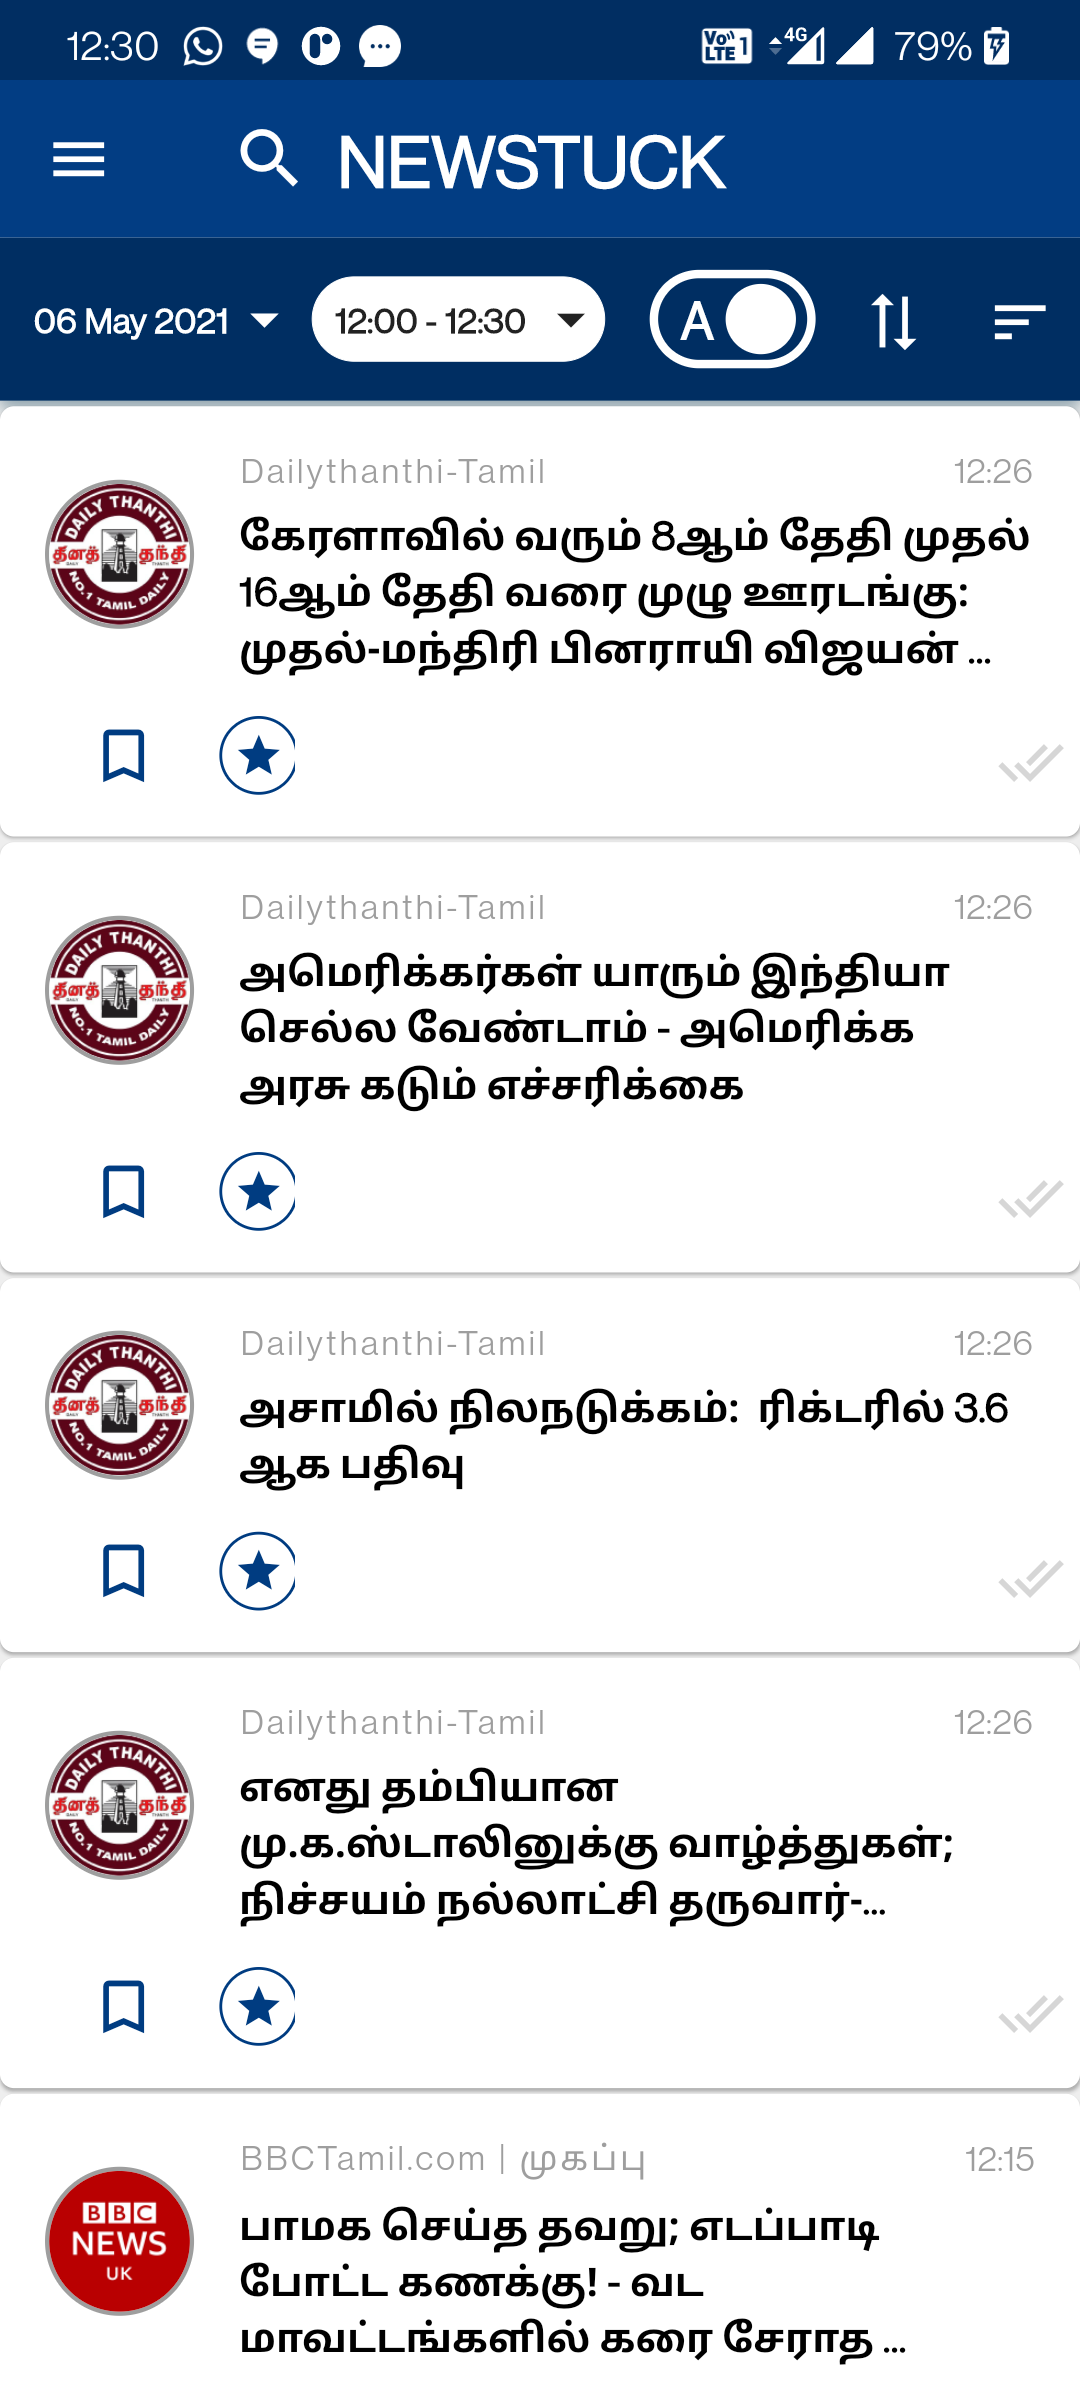 12:30 Vo)) LTE 1 4G 79%
NEWSTUCK
06 May 2021 12:00 - 12:30 A
Dailythanthi-Tamil 12:26
DAILY THANTHI
தினத் தந்தி
NO.1 TAMIL DAILY
கேரளாவில் வரும் 8ஆம் தேதி முதல்
16ஆம் தேதி வரை முழு ஊரடங்கு:
முதல்-மந்திரி பினராயி விஜயன் ...
Dailythanthi-Tamil 12:26
DAILY THANTHI
தினத் தந்தி
NO.1 TAMIL DAILY
அமெரிக்கர்கள் யாரும் இந்தியா
செல்ல வேண்டாம் - அமெரிக்க
அரசு கடும் எச்சரிக்கை
Dailythanthi-Tamil 12:26
DAILY THANTHI
தினத் தந்தி
NO.1 TAMIL DAILY
அசாமில் நிலநடுக்கம்: ரிக்டரில் 3.6
ஆக பதிவு
Dailythanthi-Tamil 12:26
DAILY THANTHI
தினத் தந்தி
NO.1 TAMIL DAILY
எனது தம்பியான
மு.க.ஸ்டாலினுக்கு வாழ்த்துகள்;
நிச்சயம் நல்லாட்சி தருவார்-...
BBCTamil.com | முகப்பு 12:15
BBC
NEWS
UK
பாமக செய்த தவறு; எடப்பாடி
போட்ட கணக்கு! - வட
மாவட்டங்களில் கரை சேராத ...